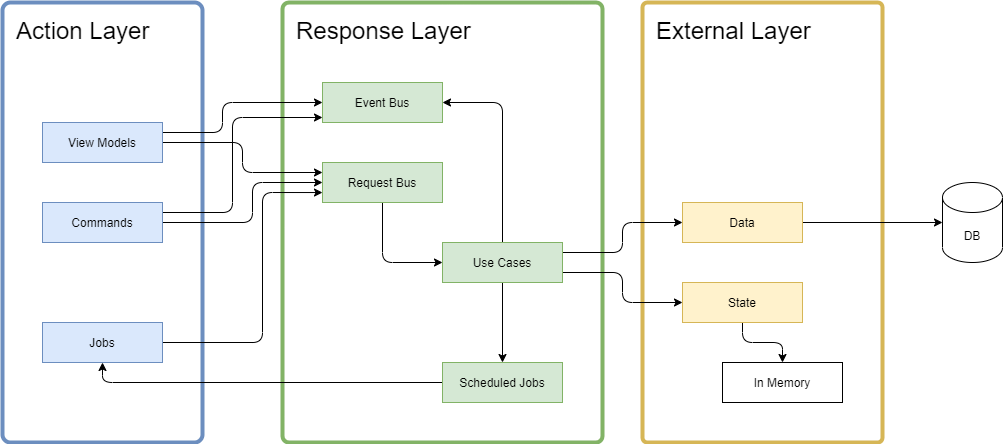 Action Layer
Response Layer
External Layer
Event Bus
View Models
Request Bus
Commands
Data
DB
Use Cases
State
Jobs
Scheduled Jobs
In Memory